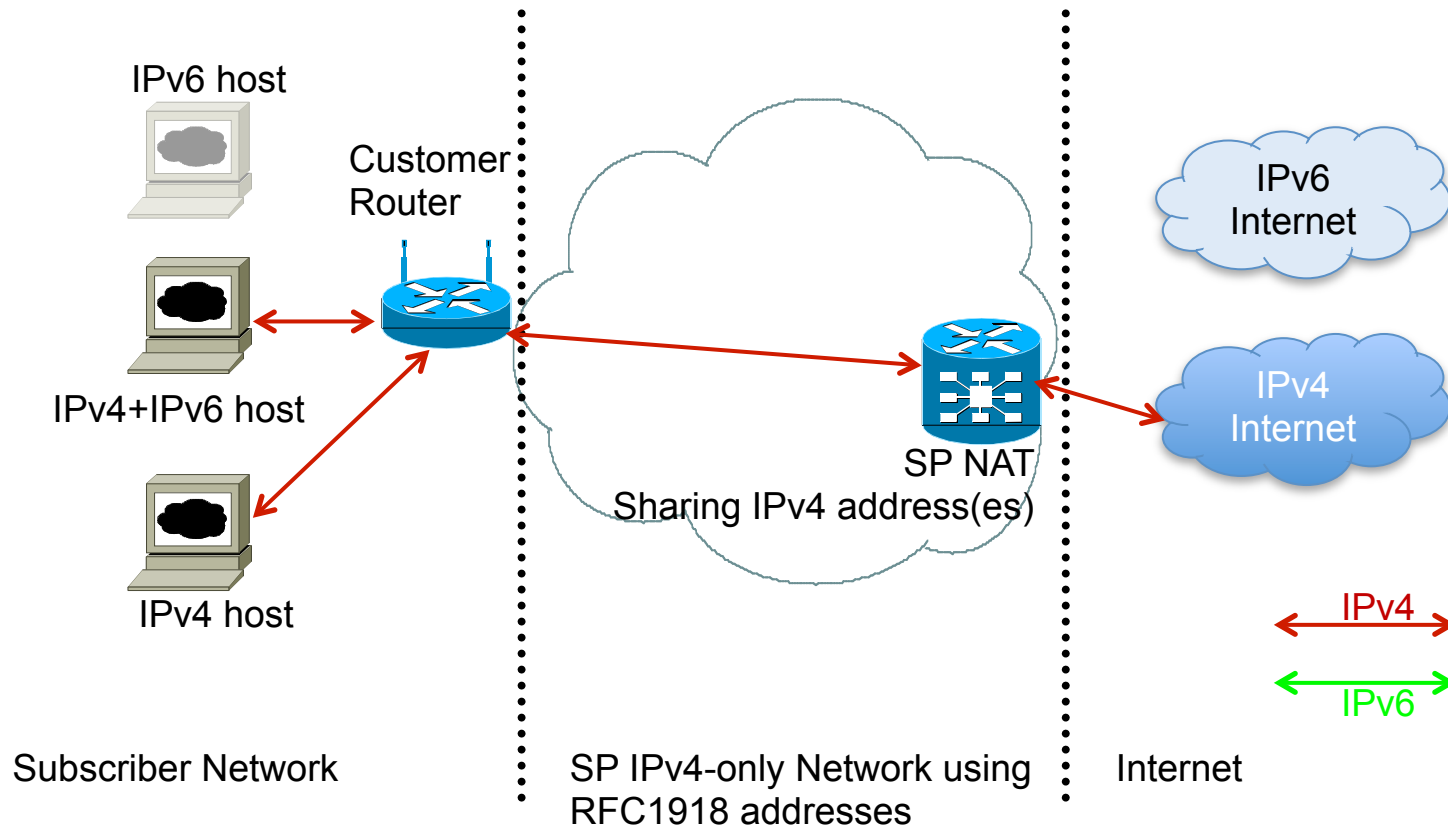 IPv6 host
Customer
Router
IPv6
Internet
IPv4+IPv6 host
IPv4
Internet
SP NAT
Sharing IPv4 address(es)
IPv4 host
IPv4
IPv6
Subscriber Network
SP IPv4-only Network using
RFC1918 addresses
Internet